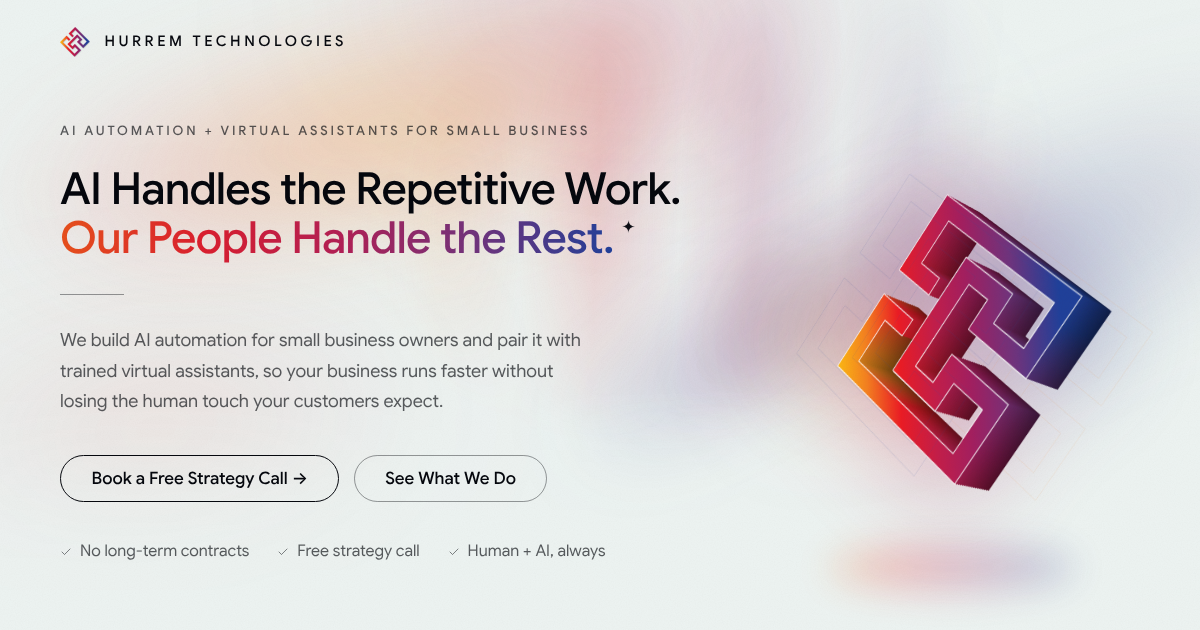 HURREM TECHNOLOGIES
AI AUTOMATION + VIRTUAL ASSISTANTS FOR SMALL BUSINESS
AI Handles the Repetitive Work.
Our People Handle the Rest.
We build AI automation for small business owners and pair it with
trained virtual assistants, so your business runs faster without
losing the human touch your customers expect.
Book a Free Strategy Call → See What We Do
✓ No long-term contracts ✓ Free strategy call ✓ Human + AI, always